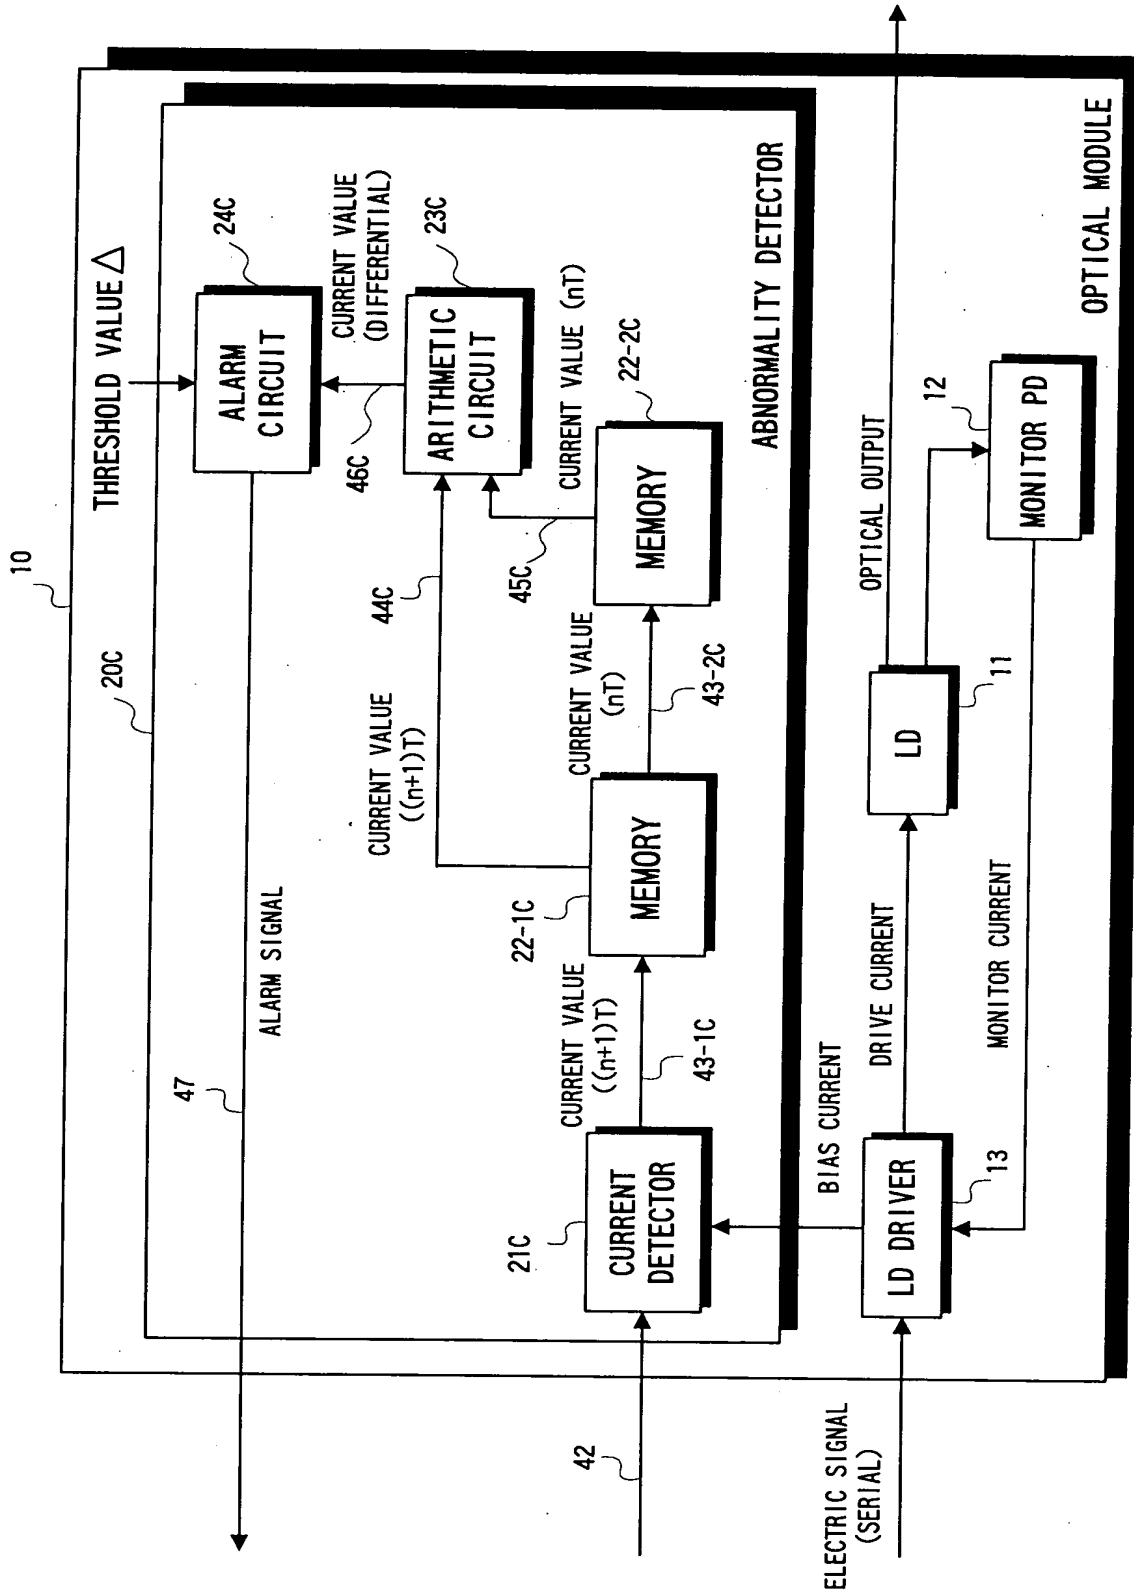 10
20C
THRESHOLD VALUE Δ
24C
ALARM
CIRCUIT
47
ALARM SIGNAL
CURRENT VALUE
(DIFFERENTIAL)
46C
23C
ARITHMETIC
CIRCUIT
44C
CURRENT VALUE
((n+1)T)
45C
CURRENT VALUE (nT)
42
21C
CURRENT
DETECTOR
CURRENT VALUE
((n+1)T)
43-1C
22-1C
MEMORY
CURRENT VALUE
(nT)
43-2C
22-2C
MEMORY
ABNORMALITY DETECTOR
BIAS CURRENT
ELECTRIC SIGNAL
(SERIAL)
LD DRIVER
13
DRIVE CURRENT
LD
11
OPTICAL OUTPUT
12
MONITOR PD
MONITOR CURRENT
OPTICAL MODULE